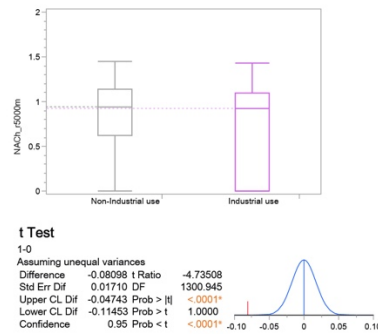 2
1.5
1
0.5
0
NACh_r5000m
Non-Industrial use Industrial use
t Test
1-0
Assuming unequal variances
Difference -0.08098 t Ratio -4.73508
Std Err Dif 0.01710 DF 1300.945
Upper CL Dif -0.04743 Prob > |t| <.0001*
Lower CL Dif -0.11453 Prob > t 1.0000
Confidence 0.95 Prob < t <.0001*
-0.10 -0.05 0.00 0.05 0.10